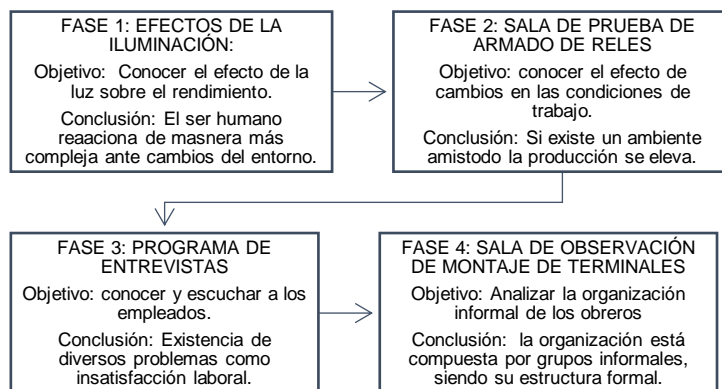 FASE 1: EFECTOS DE LA
ILUMINACIÓN:
Objetivo: Conocer el efecto de la
luz sobre el rendimiento.
Conclusión: El ser humano
reaaciona de masnera más
compleja ante cambios del entorno.
FASE 2: SALA DE PRUEBA DE
ARMADO DE RELES
Objetivo: conocer el efecto de
cambios en las condiciones de
trabajo.
Conclusión: Si existe un ambiente
amistodo la producción se eleva.
FASE 3: PROGRAMA DE
ENTREVISTAS
Objetivo: conocer y escuchar a los
empleados.
Conclusión: Existencia de
diversos problemas como
insatisfacción laboral.
FASE 4: SALA DE OBSERVACIÓN
DE MONTAJE DE TERMINALES
Objetivo: Analizar la organización
informal de los obreros
Conclusión: la organización está
compuesta por grupos informales,
siendo su estructura formal.